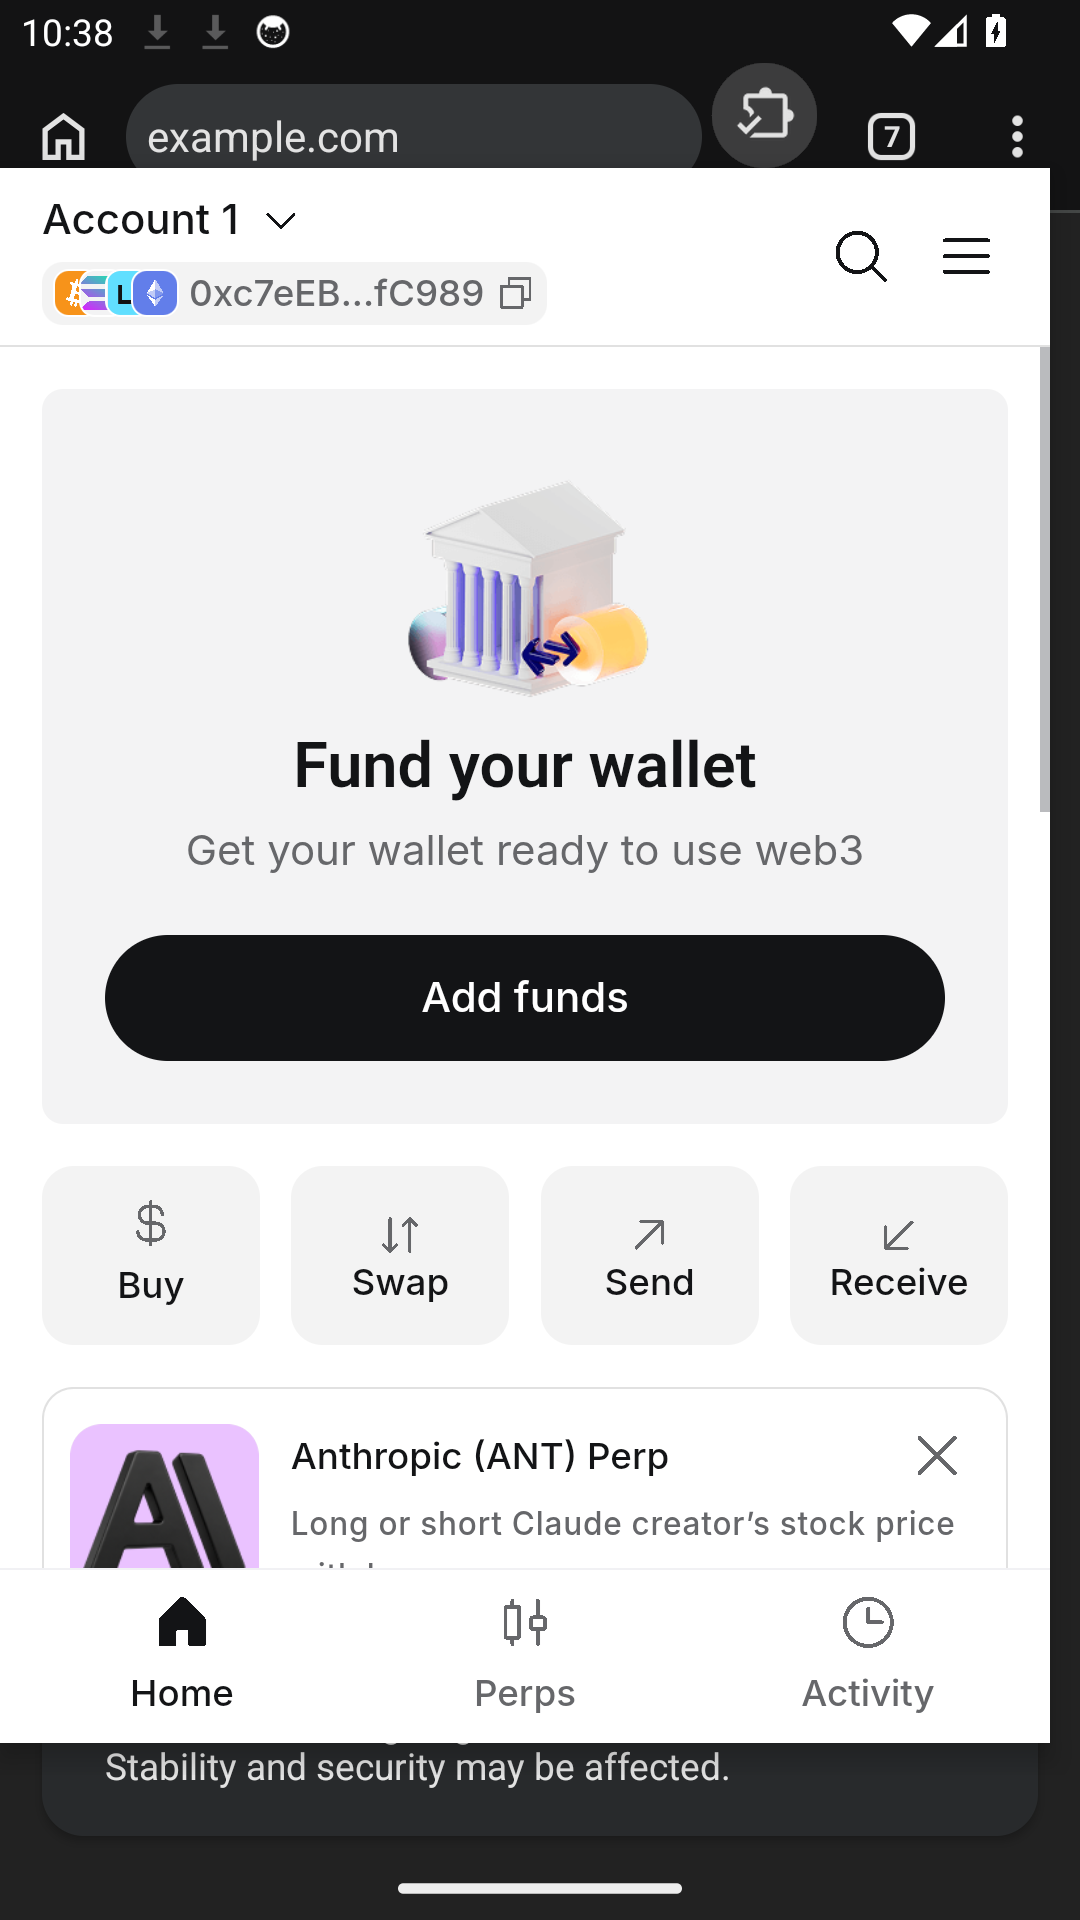 10:38
example.com
7
Account 1
L
0xc7eEB...fC989
Fund your wallet
Get your wallet ready to use web3
Add funds
Buy
Swap
Send
Receive
Anthropic (ANT) Perp
Long or short Claude creator’s stock price
Home
Perps
Activity
Stability and security may be affected.